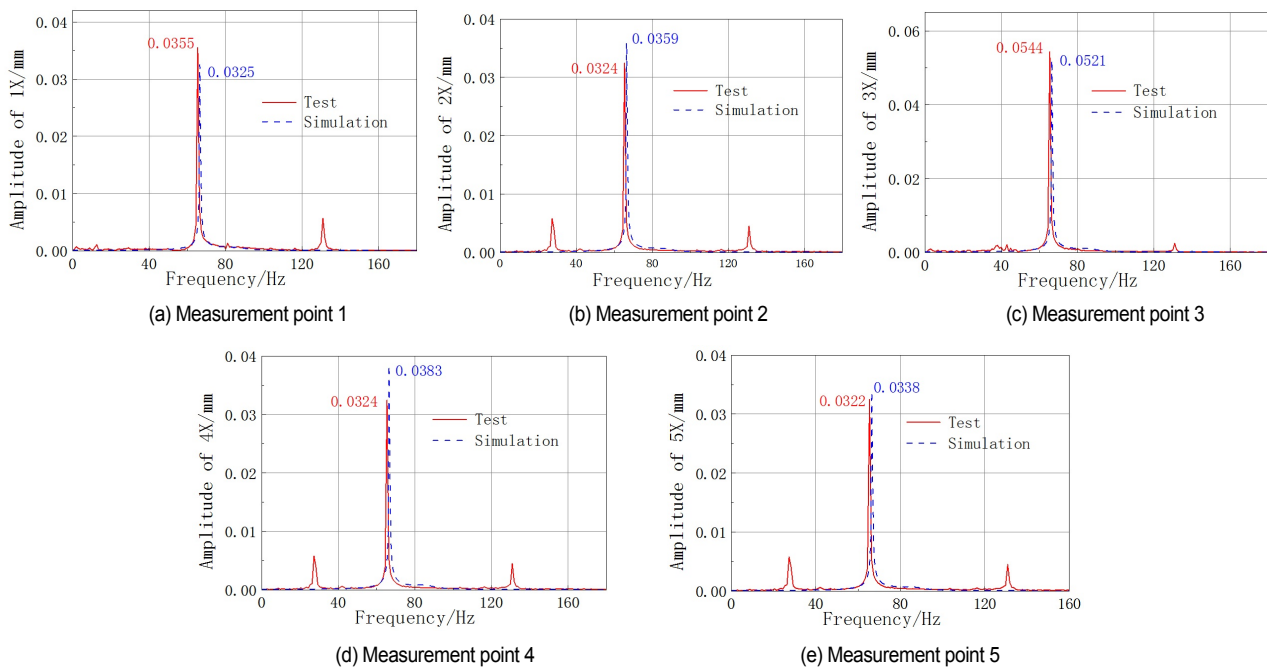 0.04
0.03
0.02
0.01
0.00
Amplitude of 1X/mm
0.0355
0.0325
Test
Simulation
0 40 80 120 160
Frequency/Hz
(a) Measurement point 1
0.04
0.03
0.02
0.01
0.00
Amplitude of 2X/mm
0.0359
0.0324
Test
Simulation
0 40 80 120 160
Frequency/Hz
(b) Measurement point 2
0.06
0.04
0.02
0.00
Amplitude of 3X/mm
0.0544
0.0521
Test
Simulation
0 40 80 120 160
Frequency/Hz
(c) Measurement point 3
0.04
0.03
0.02
0.01
0.00
Amplitude of 4X/mm
0.0383
0.0324
Test
Simulation
0 40 80 120 160
Frequency/Hz
(d) Measurement point 4
0.04
0.03
0.02
0.01
0.00
Amplitude of 5X/mm
0.0338
0.0322
Test
Simulation
0 40 80 120 160
Frequency/Hz
(e) Measurement point 5